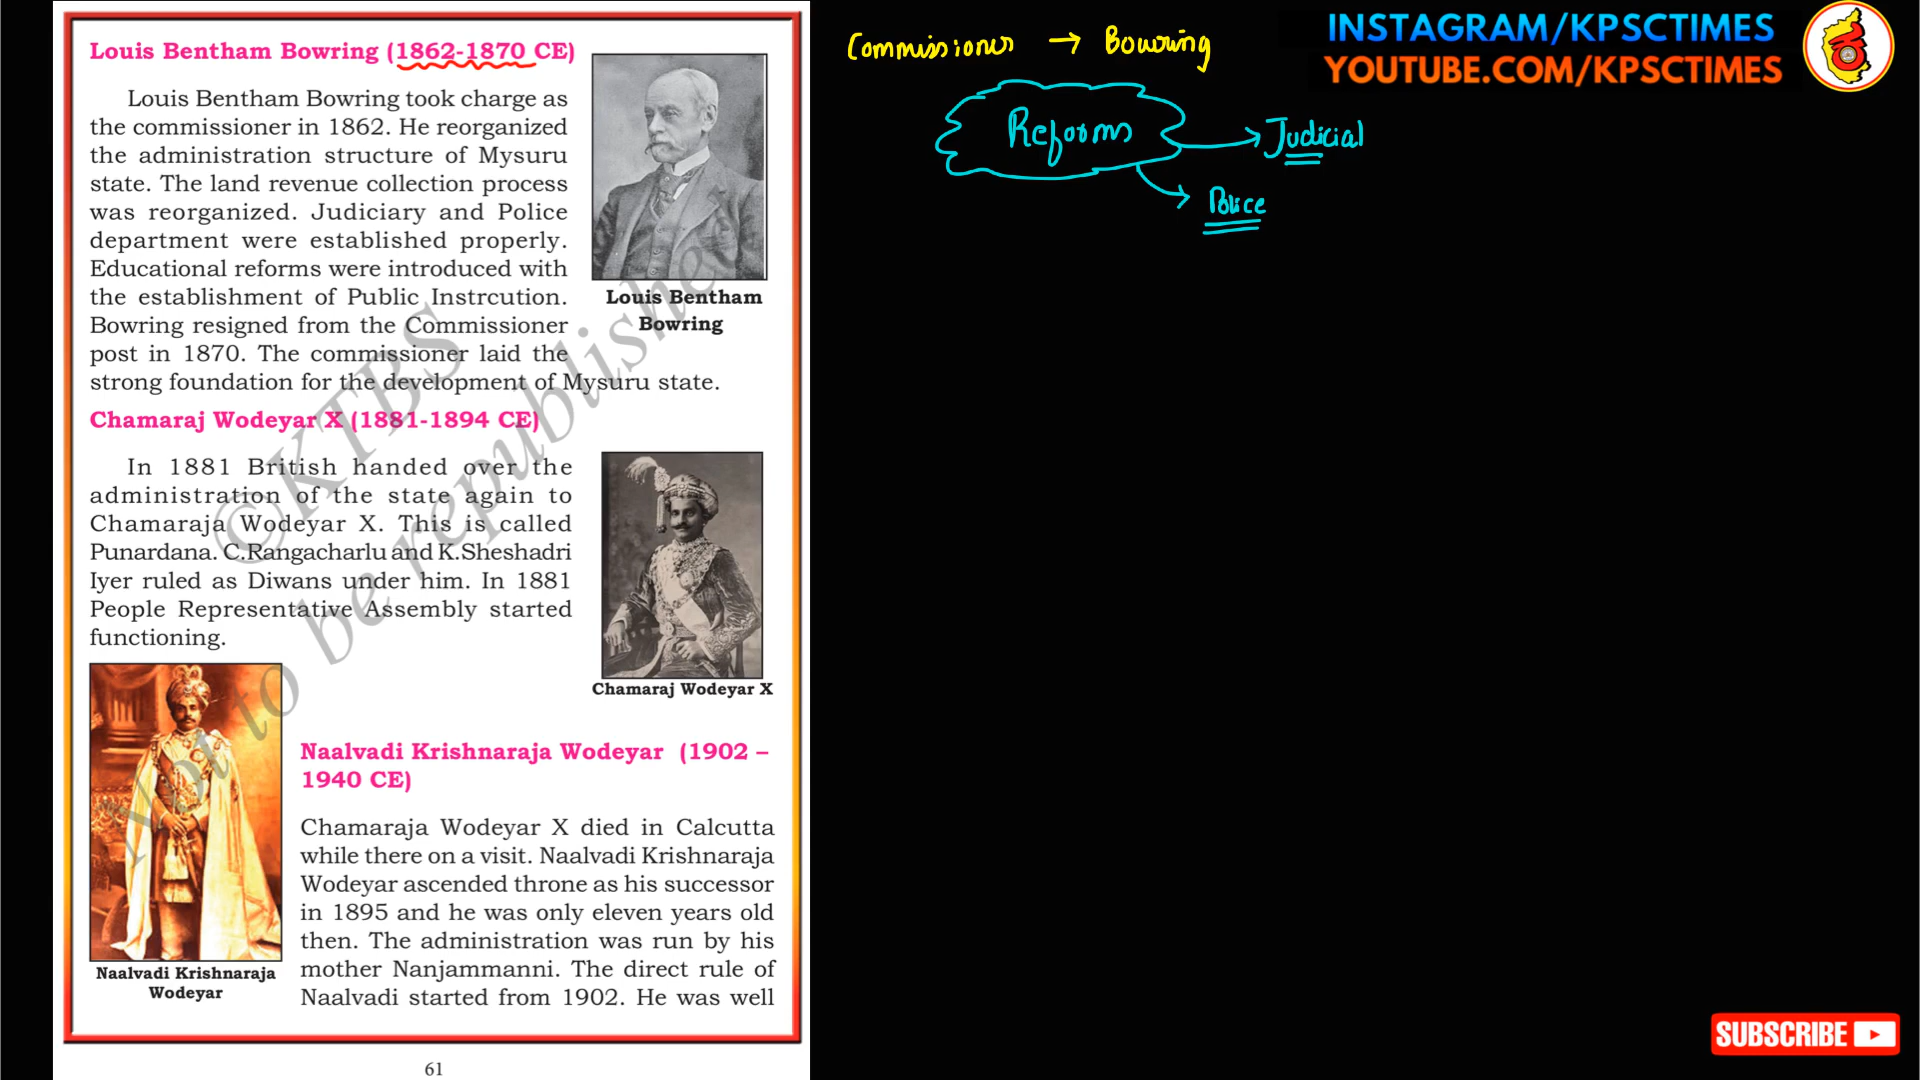 Louis Bentham Bowring (1862-1870 CE)
Louis Bentham Bowring took charge as
the commissioner in 1862. He reorganized
the administration structure of Mysuru
state. The land revenue collection process
was reorganized. Judiciary and Police
department were established properly.
Educational reforms were introduced with
the establishment of Public Instrcution.
Bowring resigned from the Commissioner
post in 1870. The commissioner laid the
strong foundation for the development of Mysuru state.
Louis Bentham
Bowring
Chamaraj Wodeyar X (1881-1894 CE)
In 1881 British handed over the
administration of the state again to
Chamaraja Wodeyar X. This is called
Punardana. C.Rangacharlu and K.Sheshadri
Iyer ruled as Diwans under him. In 1881
People Representative Assembly started
functioning.
Chamaraj Wodeyar X
Naalvadi Krishnaraja Wodeyar (1902 –
1940 CE)
Chamaraja Wodeyar X died in Calcutta
while there on a visit. Naalvadi Krishnaraja
Wodeyar ascended throne as his successor
in 1895 and he was only eleven years old
then. The administration was run by his
mother Nanjammanni. The direct rule of
Naalvadi started from 1902. He was well
Naalvadi Krishnaraja
Wodeyar
61
©KTBS
Not to be republished
Commissioner → Bowring
Reforms → Judicial
→ Police
INSTAGRAM/KPSCTIMES
YOUTUBE.COM/KPSCTIMES
SUBSCRIBE